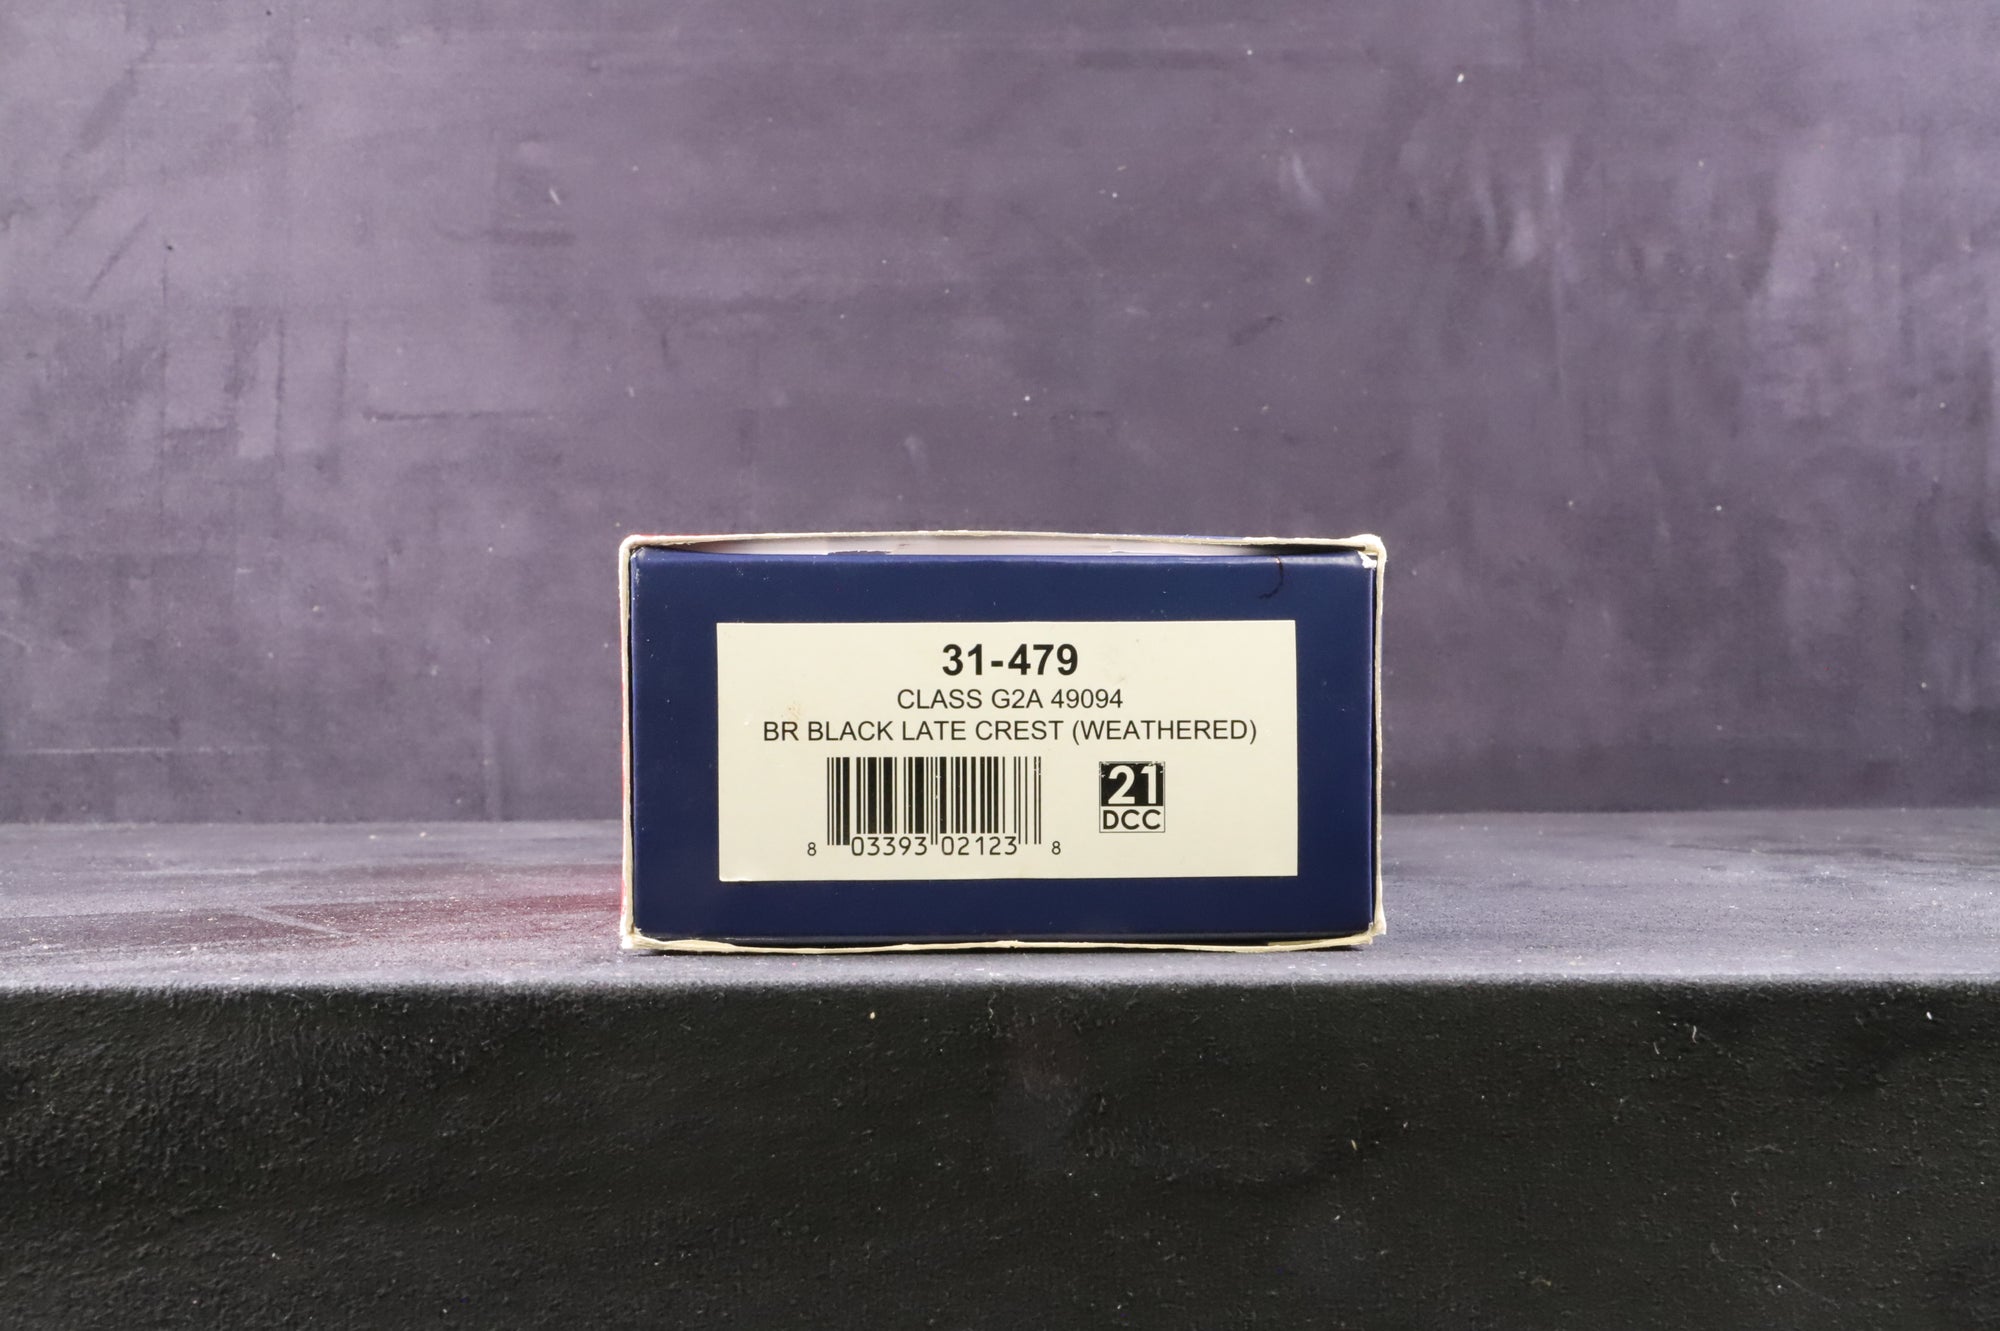 31-479
CLASS G2A 49094
BR BLACK LATE CREST (WEATHERED)
21
DCC
8 03393 02123 8